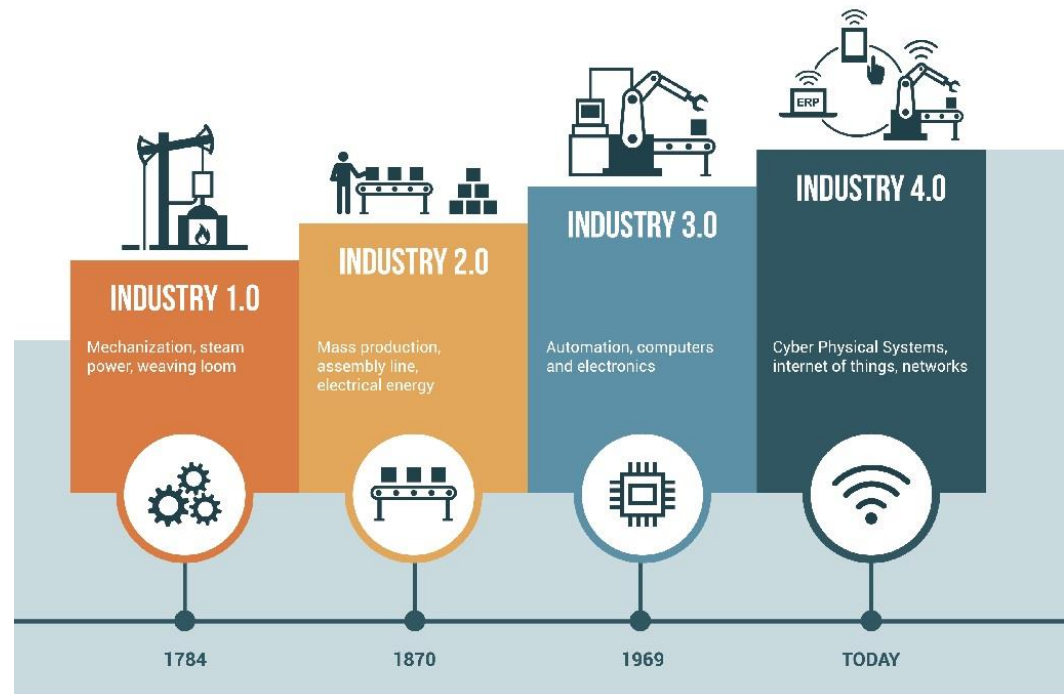 ERP
INDUSTRY 1.0
Mechanization, steam
power, weaving loom
INDUSTRY 2.0
Mass production,
assembly line,
electrical energy
INDUSTRY 3.0
Automation, computers
and electronics
INDUSTRY 4.0
Cyber Physical Systems,
internet of things, networks
1784
1870
1969
TODAY